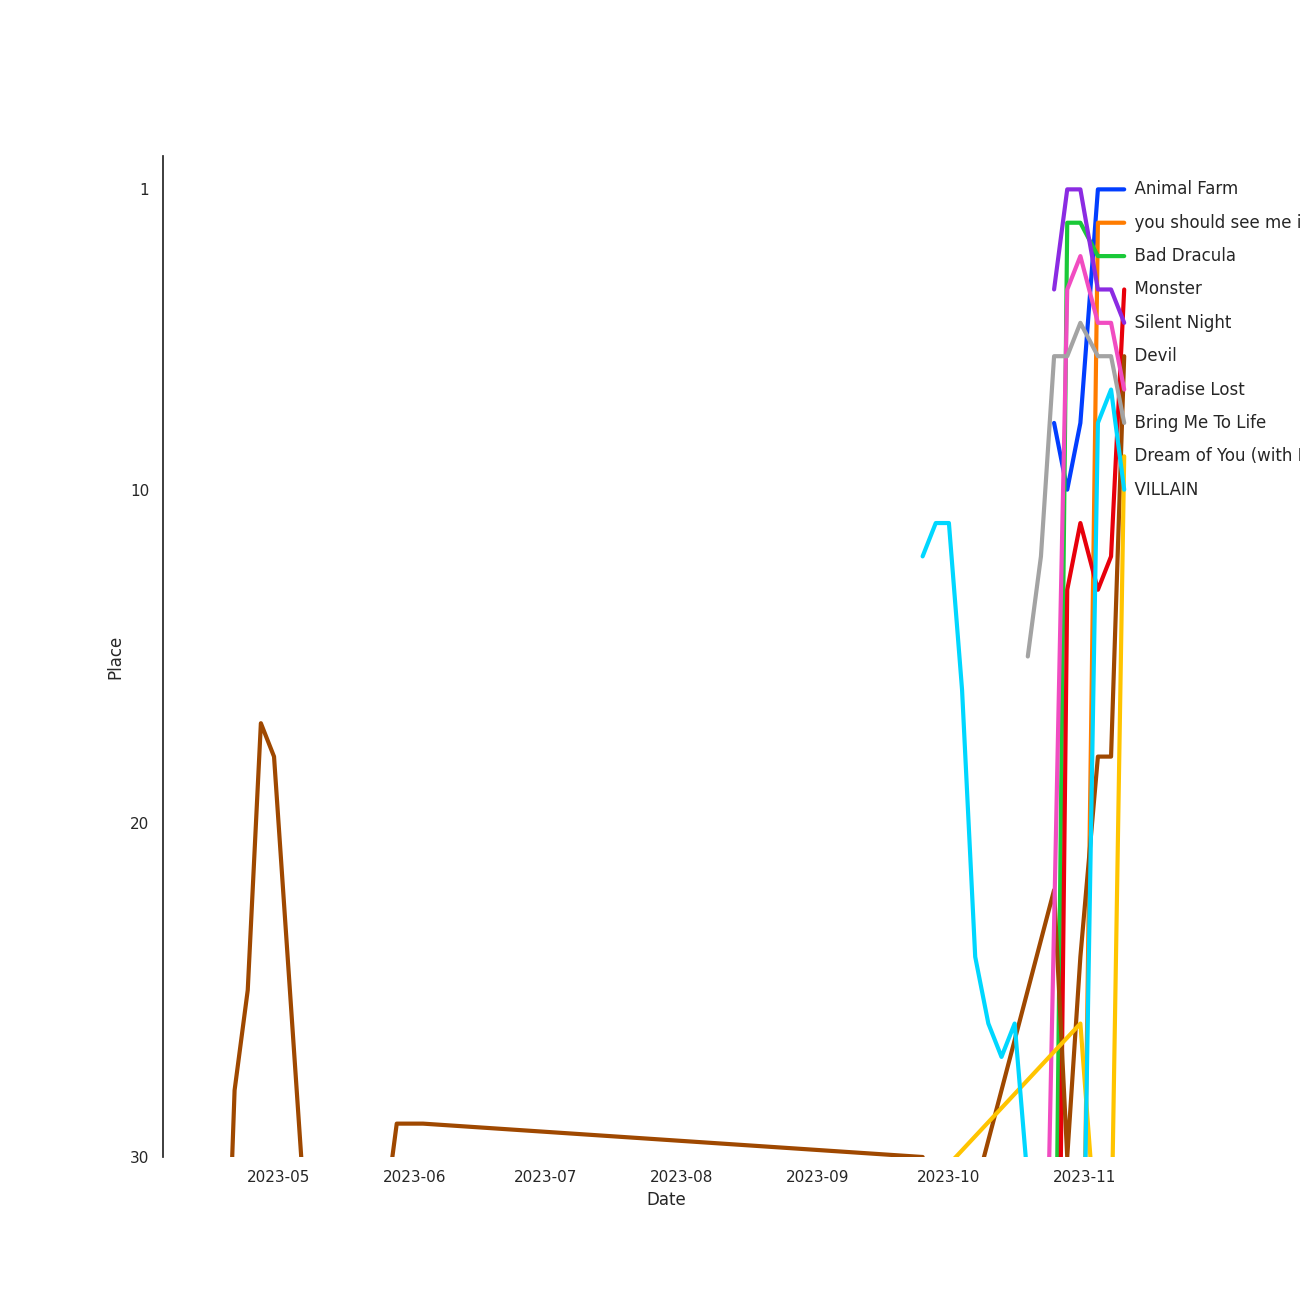 1
Animal Farm
you should see me i
Bad Dracula
Monster
Silent Night
Devil
Paradise Lost
Bring Me To Life
Dream of You (with
10
VILLAIN
Place
20
30
2023-05 2023-06 2023-07 2023-08 2023-09 2023-10 2023-11
Date